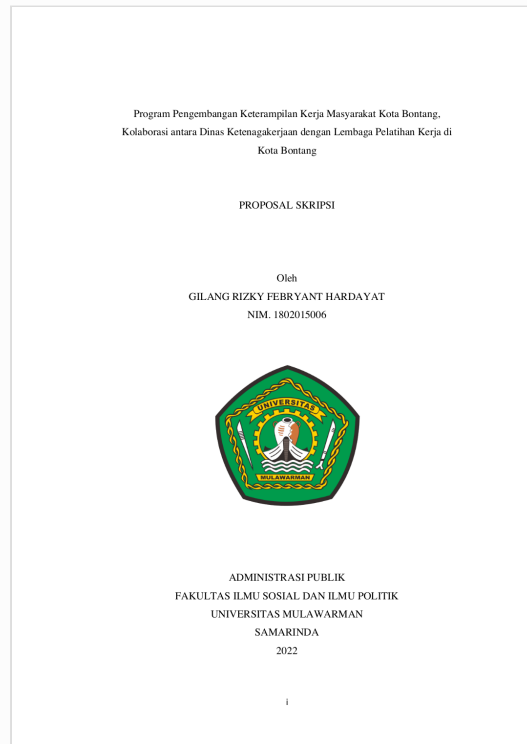 Program Pengembangan Keterampilan Kerja Masyarakat Kota Bontang,
Kolaborasi antara Dinas Ketenagakerjaan dengan Lembaga Pelatihan Kerja di
Kota Bontang
PROPOSAL SKRIPSI
Oleh
GILANG RIZKY FEBRYANT HARDAYAT
NIM. 1802015006
UNIVERSITAS
MULAWARMAN
ADMINISTRASI PUBLIK
FAKULTAS ILMU SOSIAL DAN ILMU POLITIK
UNIVERSITAS MULAWARMAN
SAMARINDA
2022
i